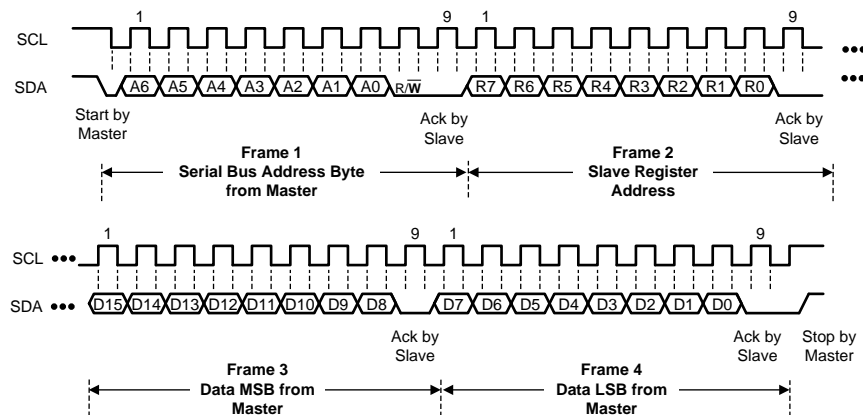 1 9 1 9
SCL •••
SDA A6 A5 A4 A3 A2 A1 A0 R/W̅ R7 R6 R5 R4 R3 R2 R1 R0 •••
Start by
Master
Ack by
Slave
Ack by
Slave
Frame 1
Serial Bus Address Byte
from Master
Frame 2
Slave Register
Address
1 9 1 9
SCL •••
SDA ••• D15 D14 D13 D12 D11 D10 D9 D8 D7 D6 D5 D4 D3 D2 D1 D0
Ack by
Slave
Ack by
Slave
Stop by
Master
Frame 3
Data MSB from
Master
Frame 4
Data LSB from
Master